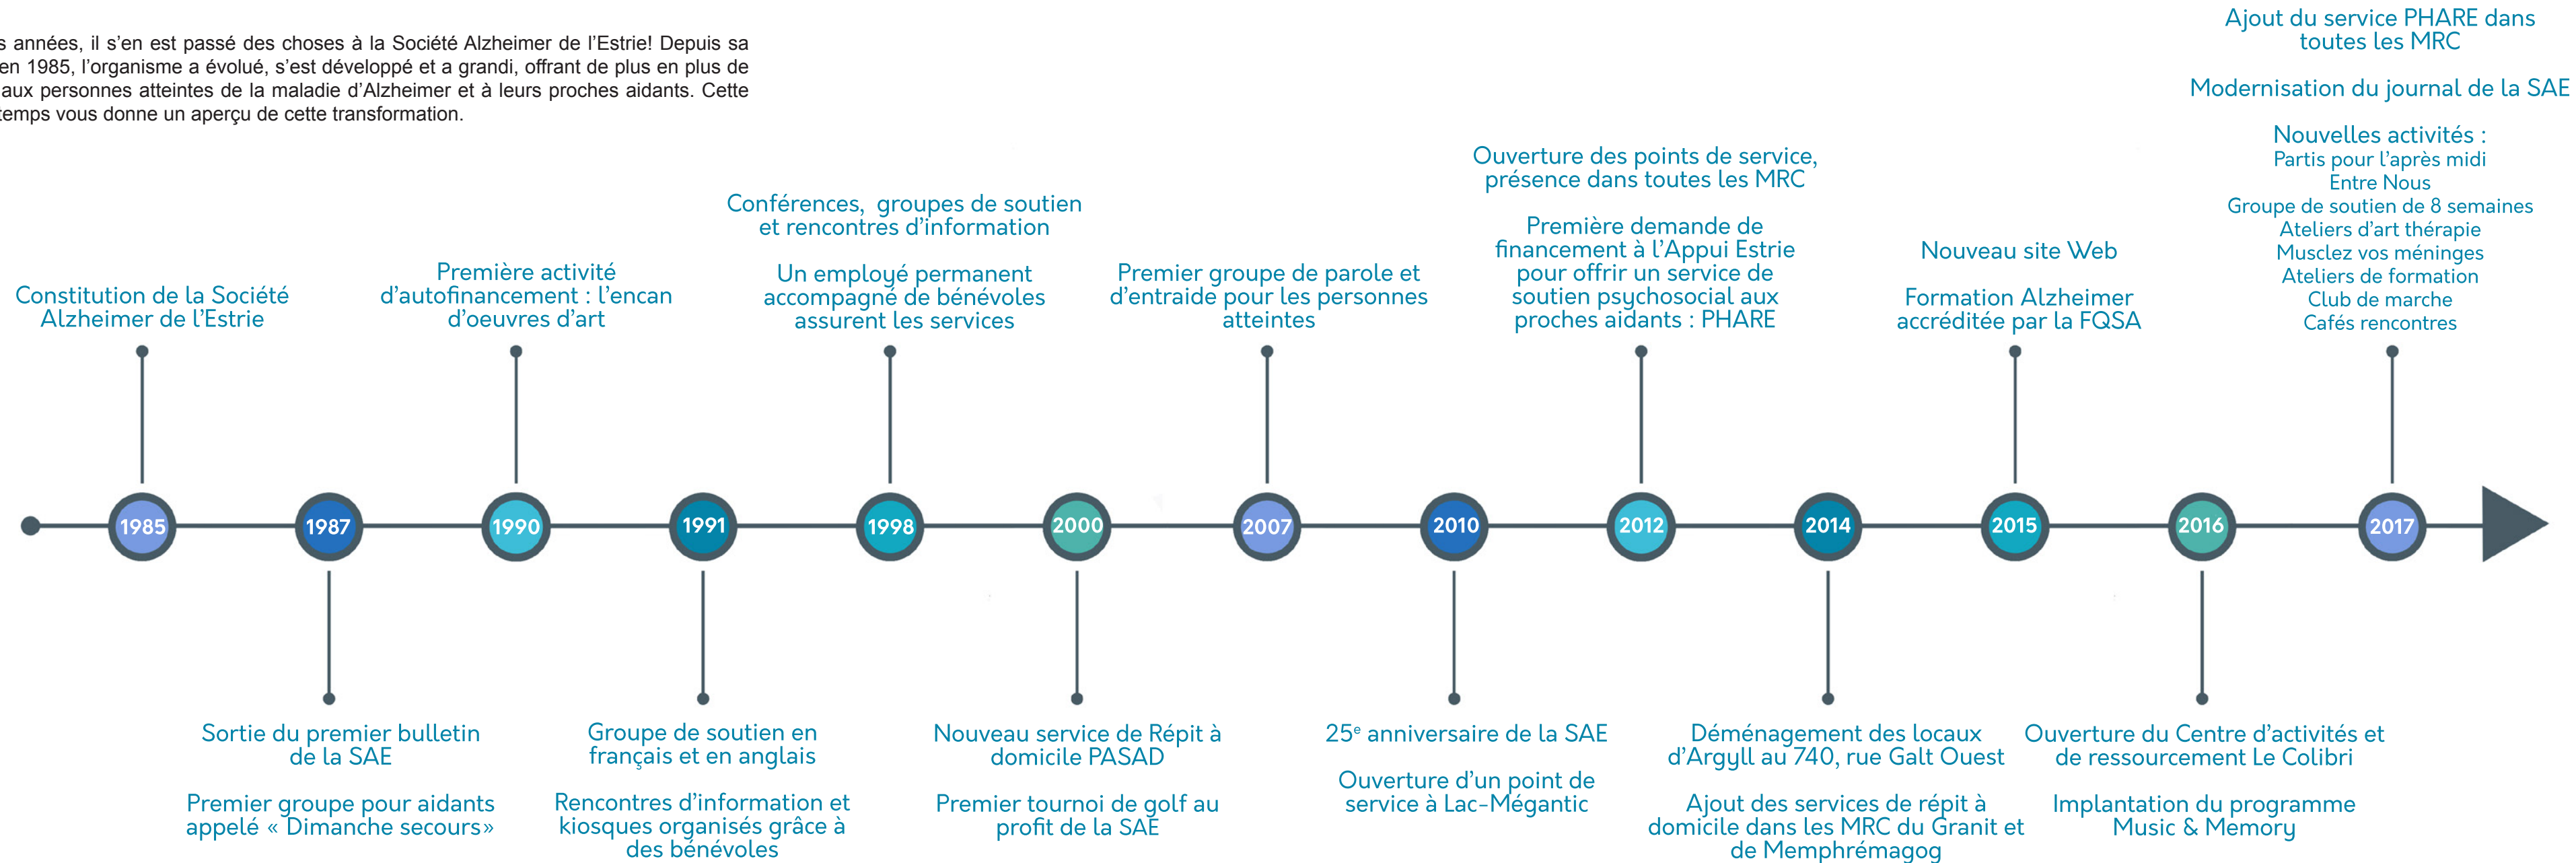 s années, il s'en est passé des choses à la Société Alzheimer de l'Estrie! Depuis sa
en 1985, l'organisme a évolué, s'est développé et a grandi, offrant de plus en plus de
aux personnes atteintes de la maladie d'Alzheimer et à leurs proches aidants. Cette
temps vous donne un aperçu de cette transformation.
Constitution de la Société
Alzheimer de l'Estrie
Première activité
d'autofinancement : l'encan
d'oeuvres d'art
Conférences, groupes de soutien
et rencontres d'information
Un employé permanent
accompagné de bénévoles
assurent les services
Premier groupe de parole et
d'entraide pour les personnes
atteintes
Ouverture des points de service,
présence dans toutes les MRC
Première demande de
financement à l'Appui Estrie
pour offrir un service de
soutien psychosocial aux
proches aidants : PHARE
Nouveau site Web
Formation Alzheimer
accréditée par la FQSA
Ajout du service PHARE dans
toutes les MRC
Modernisation du journal de la SAE
Nouvelles activités :
Partis pour l'après midi
Entre Nous
Groupe de soutien de 8 semaines
Ateliers d'art thérapie
Musclez vos méninges
Ateliers de formation
Club de marche
Cafés rencontres
1985
1987
1990
1991
1998
2000
2007
2010
2012
2014
2015
2016
2017
Sortie du premier bulletin
de la SAE
Premier groupe pour aidants
appelé « Dimanche secours»
Groupe de soutien en
français et en anglais
Rencontres d'information et
kiosques organisés grâce à
des bénévoles
Nouveau service de Répit à
domicile PASAD
Premier tournoi de golf au
profit de la SAE
25e anniversaire de la SAE
Ouverture d'un point de
service à Lac-Mégantic
Déménagement des locaux
d'Argyll au 740, rue Galt Ouest
Ajout des services de répit à
domicile dans les MRC du Granit et
de Memphrémagog
Ouverture du Centre d'activités et
de ressourcement Le Colibri
Implantation du programme
Music & Memory